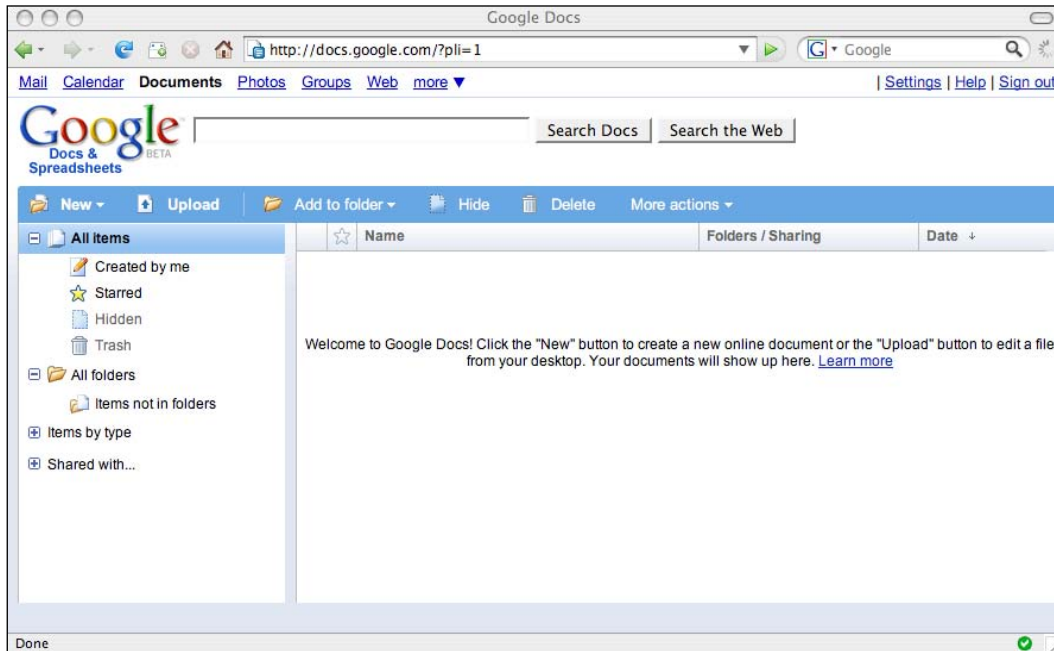 Google Docs
http://docs.google.com/?pli=1
G Google
Mail Calendar Documents Photos Groups Web more ▼ | Settings | Help | Sign out
Google
Docs & Spreadsheets
BETA
Search Docs Search the Web
New Upload Add to folder Hide Delete More actions
All items Name Folders / Sharing Date ↓
Created by me
Starred
Hidden
Trash
Welcome to Google Docs! Click the "New" button to create a new online document or the "Upload" button to edit a file
from your desktop. Your documents will show up here. Learn more
All folders
Items not in folders
Items by type
Shared with...
Done